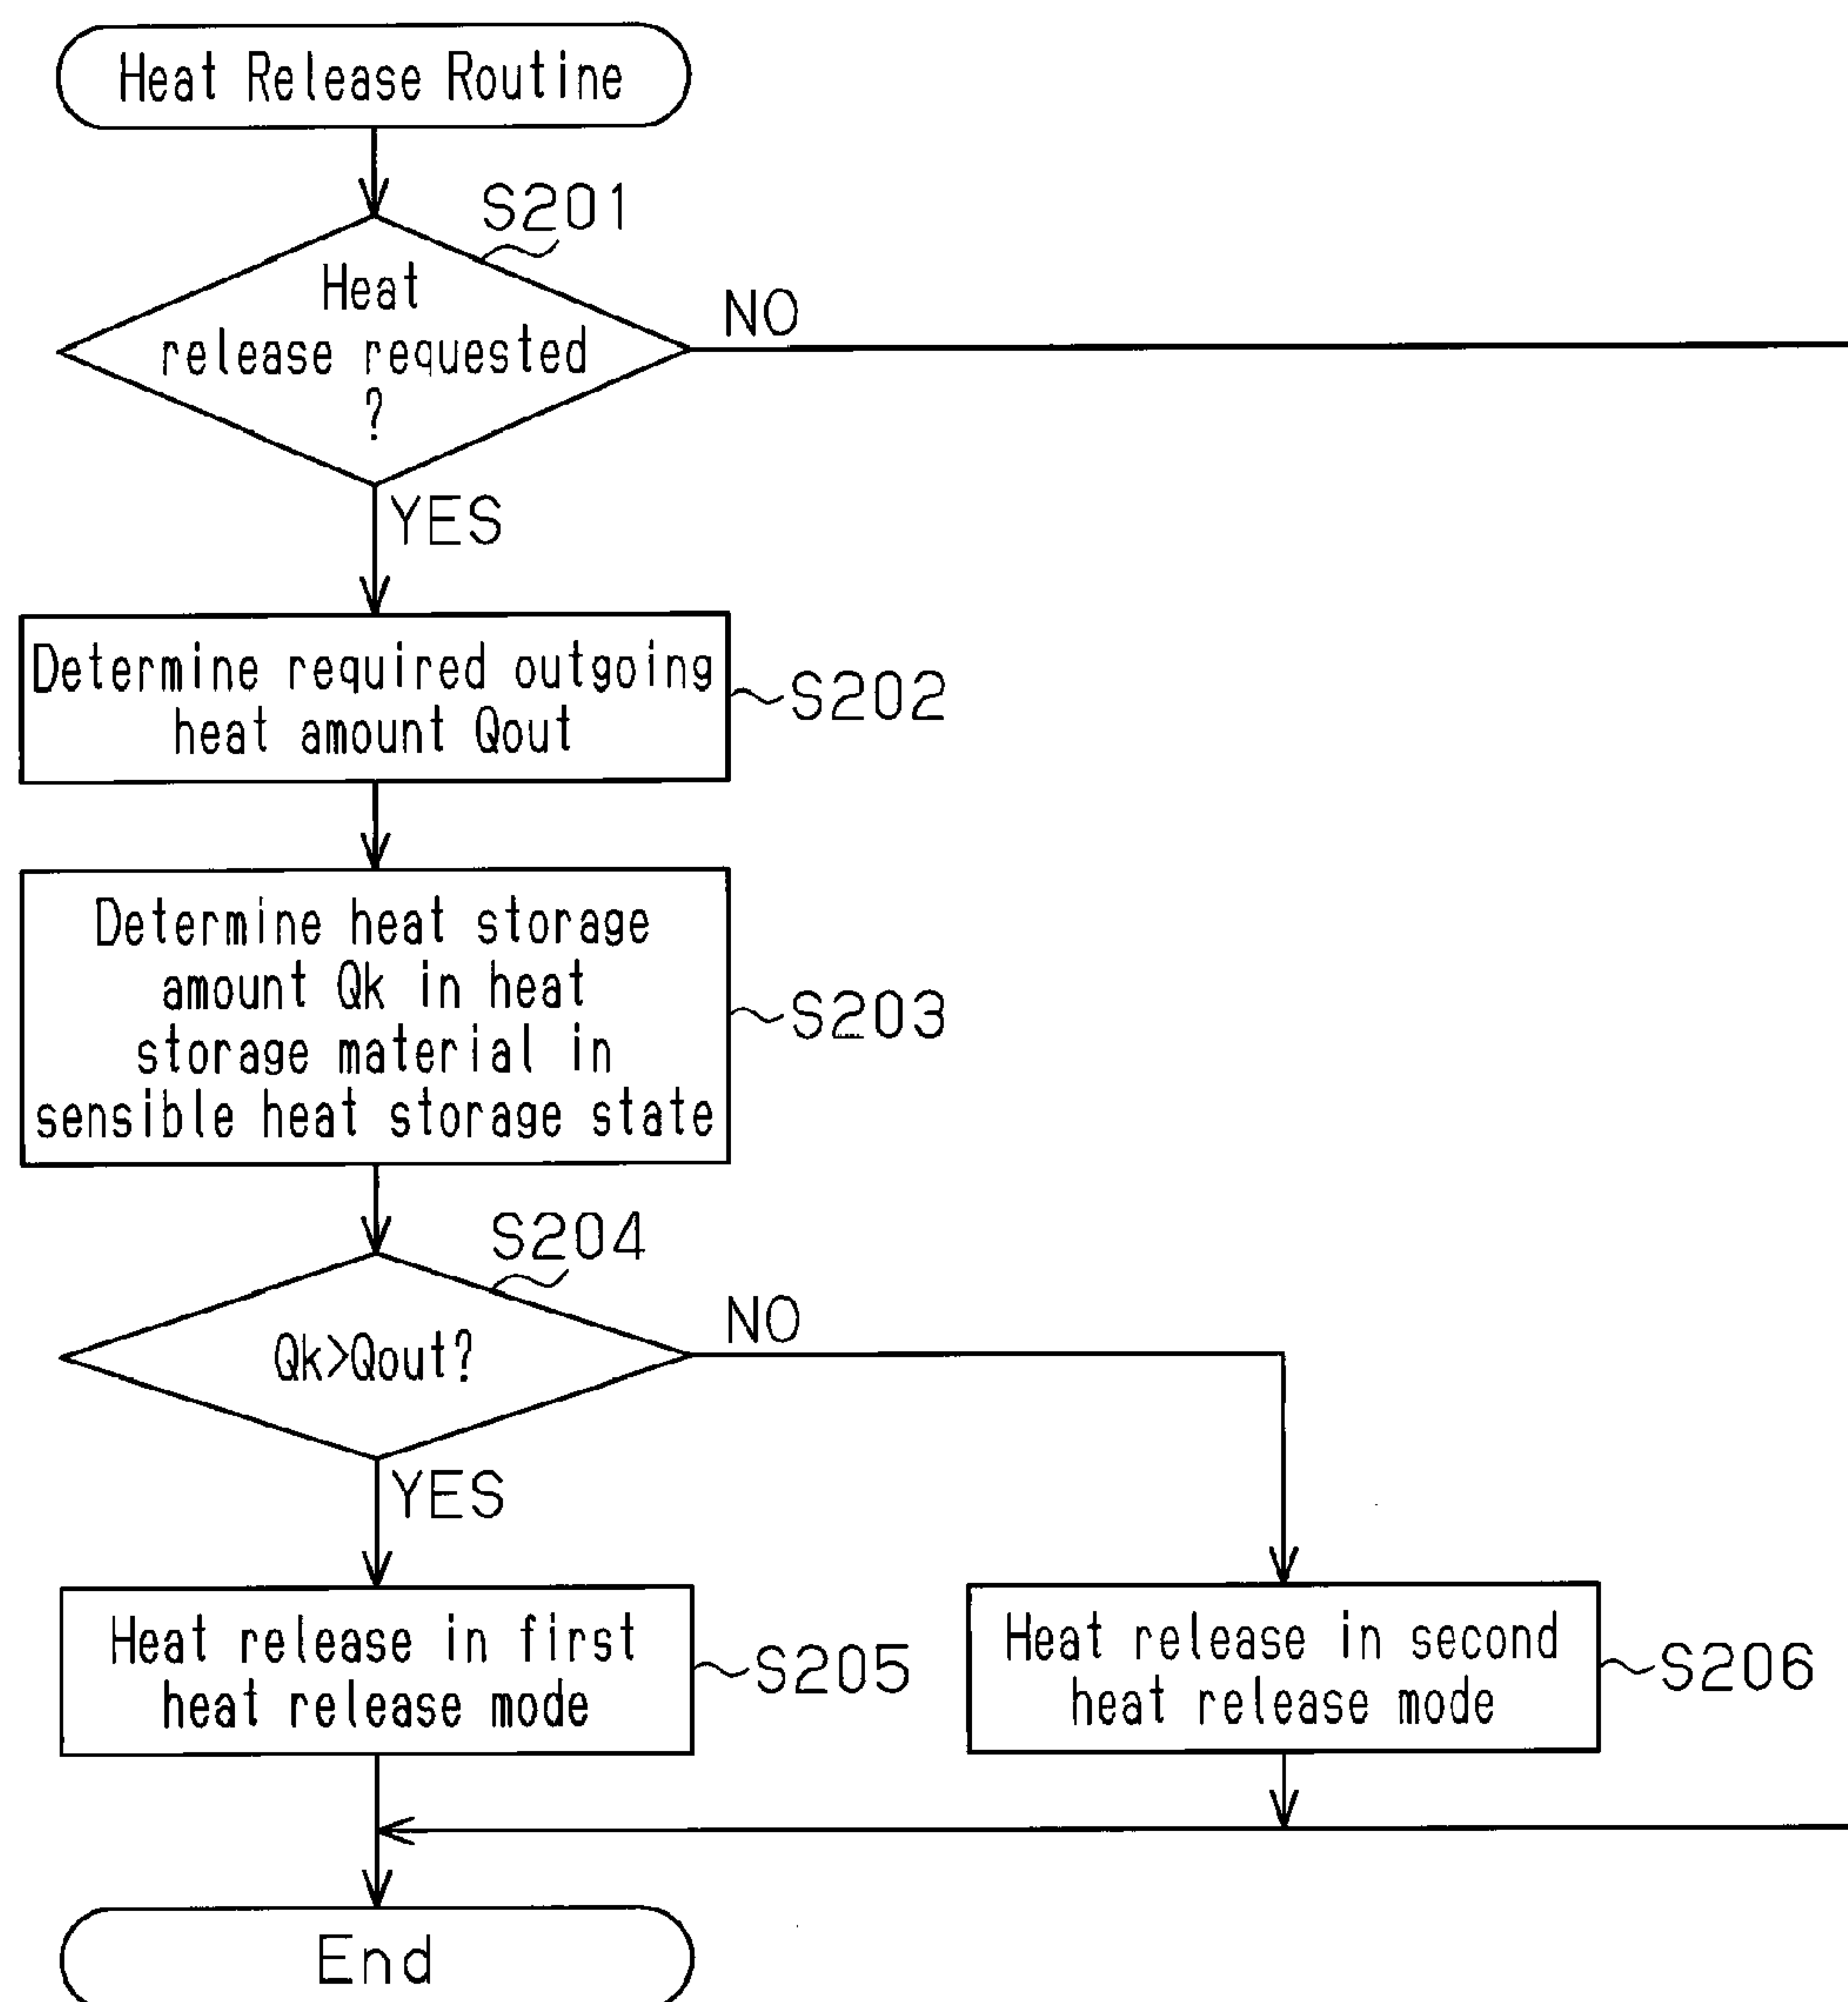 Heat Release Routine
S201
Heat
release requested
?
NO
YES
Determine required outgoing
heat amount Qout
S202
Determine heat storage
amount Qk in heat
storage material in
sensible heat storage state
S203
S204
Qk>Qout?
NO
YES
Heat release in first
heat release mode
S205
Heat release in second
heat release mode
S206
End